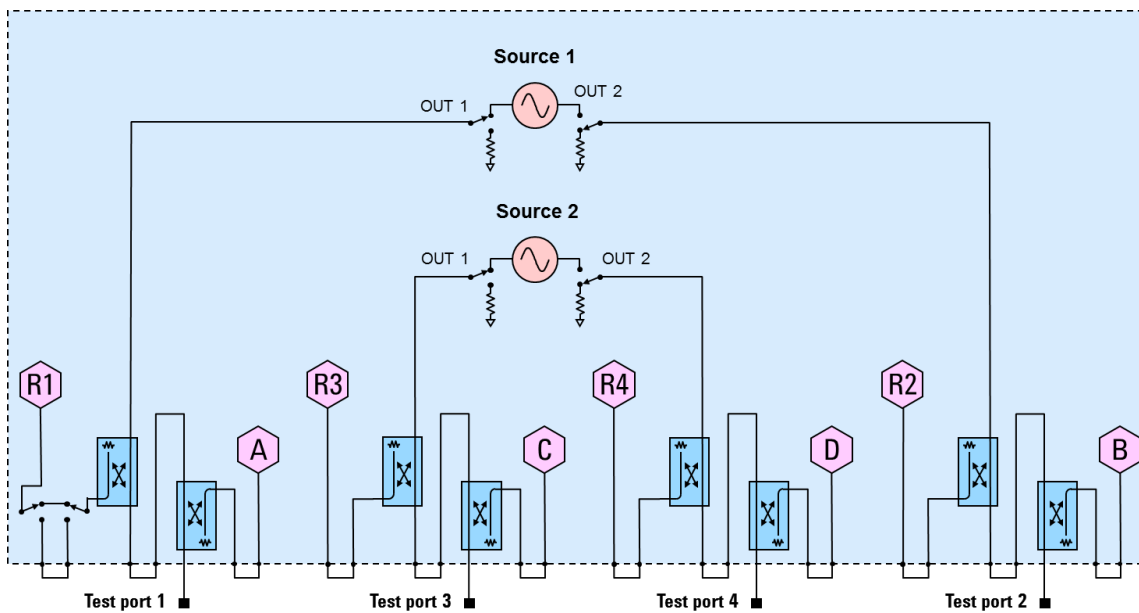 Source 1
OUT 1
OUT 2
Source 2
OUT 1
OUT 2
R1
R3
R4
R2
A
C
D
B
Test port 1
Test port 3
Test port 4
Test port 2